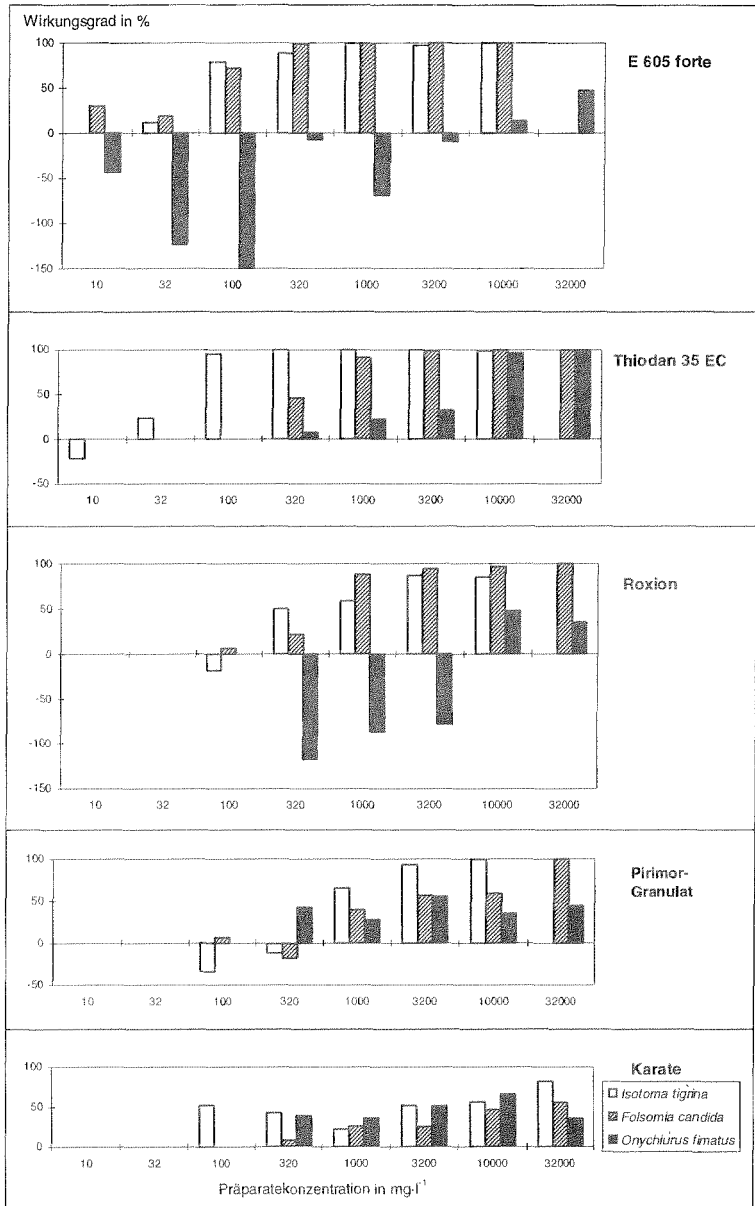 Wirkungsgrad in %
E 605 forte
100
50
0
-50
-100
-150
10 32 100 320 1000 3200 10000 32000
Thiodan 35 EC
100
50
0
-50
10 32 100 320 1000 3200 10000 32000
Roxion
100
50
0
-50
-100
-150
10 32 100 320 1000 3200 10000 32000
Pirimor-
Granulat
100
50
0
-50
10 32 100 320 1000 3200 10000 32000
Karate
100
50
0
10 32 100 320 1000 3200 10000 32000
Isotoma tigrina
Folsomia candida
Onychiurus fimatus
Präparatekonzentration in mg·l⁻¹